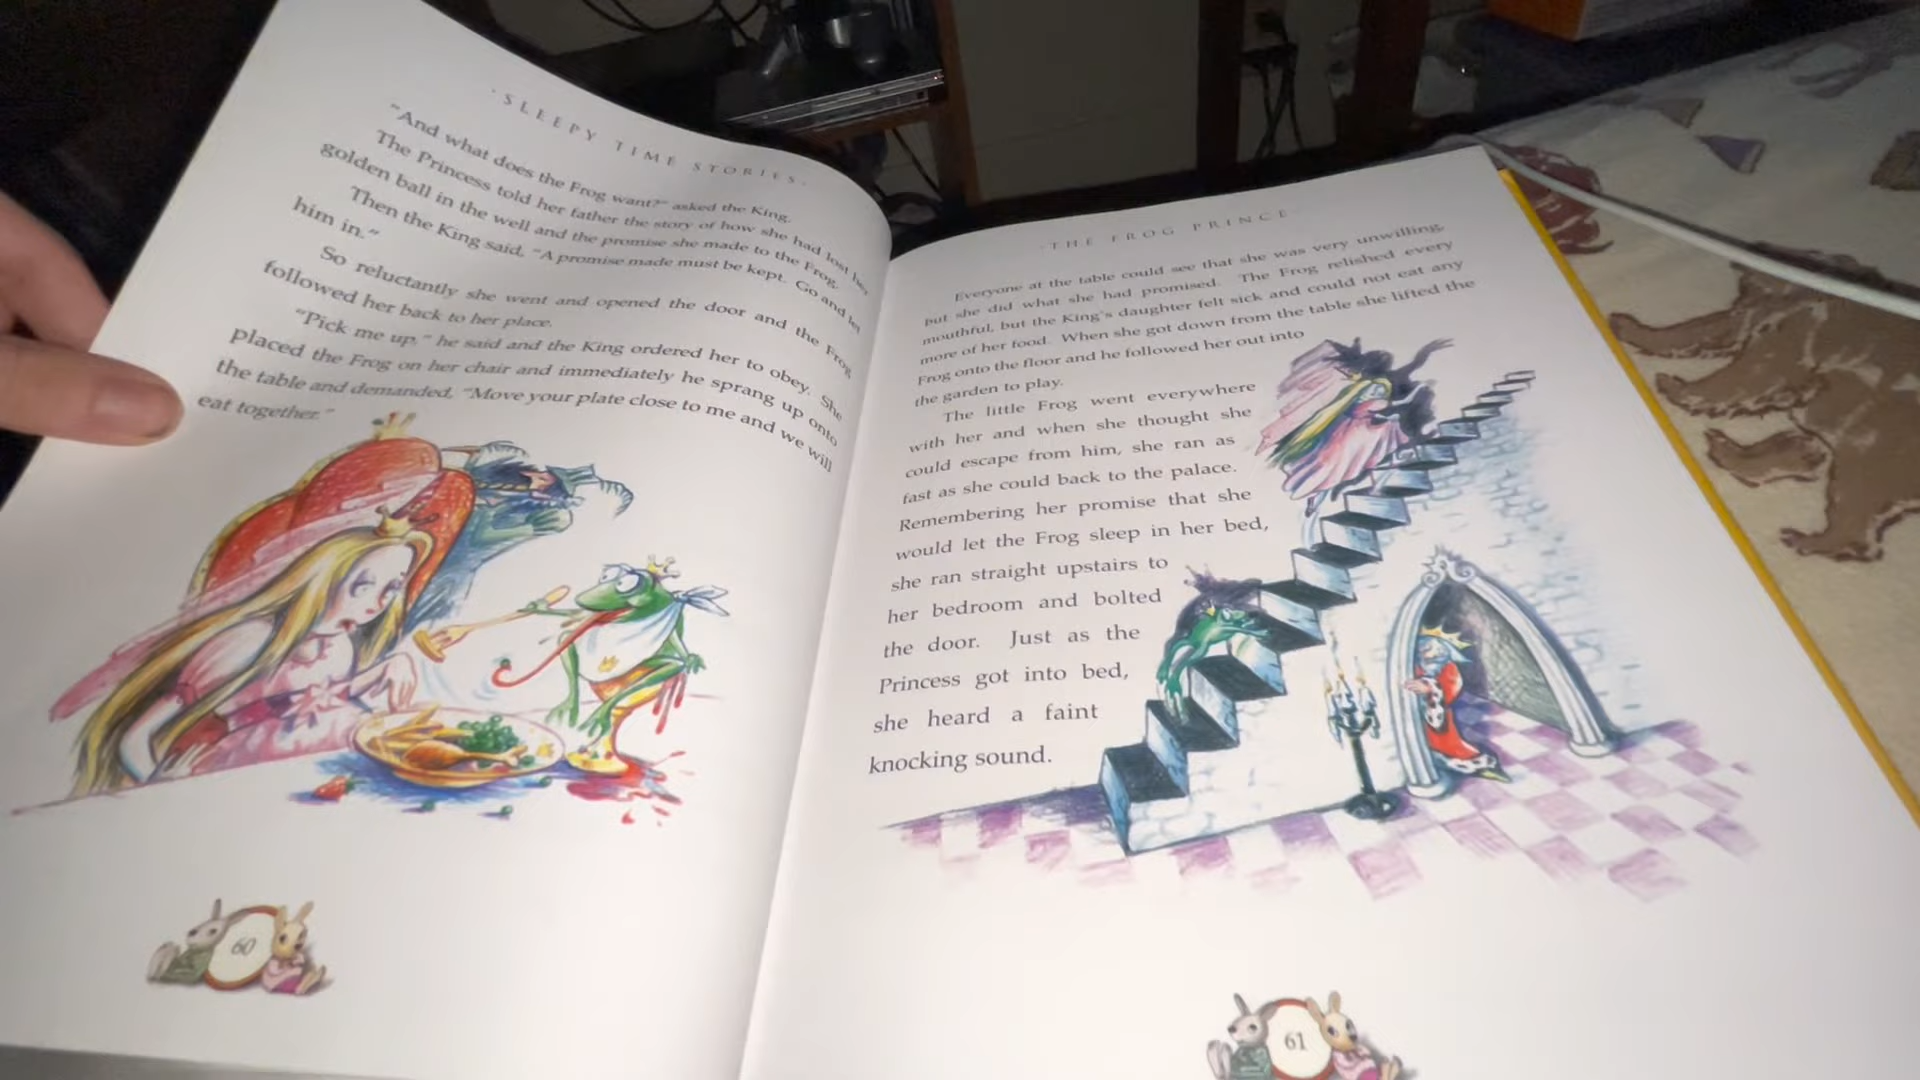 · SLEEPY TIME STORIES ·
"And what does the Frog want?" asked the King.
The Princess told her father the story of how she had lost her
golden ball in the well and the promise she made to the Frog.
Then the King said, "A promise made must be kept. Go and let
him in."
So reluctantly she went and opened the door and the Frog
followed her back to her place.
"Pick me up," he said and the King ordered her to obey. She
placed the Frog on her chair and immediately he sprang up onto
the table and demanded, "Move your plate close to me and we will
eat together."
60
· THE FROG PRINCE ·
Everyone at the table could see that she was very unwilling,
but she did what she had promised. The Frog relished every
mouthful, but the King's daughter felt sick and could not eat any
more of her food. When she got down from the table she lifted the
Frog onto the floor and he followed her out into
the garden to play.
The little Frog went everywhere
with her and when she thought she
could escape from him, she ran as
fast as she could back to the palace.
Remembering her promise that she
would let the Frog sleep in her bed,
she ran straight upstairs to
her bedroom and bolted
the door. Just as the
Princess got into bed,
she heard a faint
knocking sound.
61